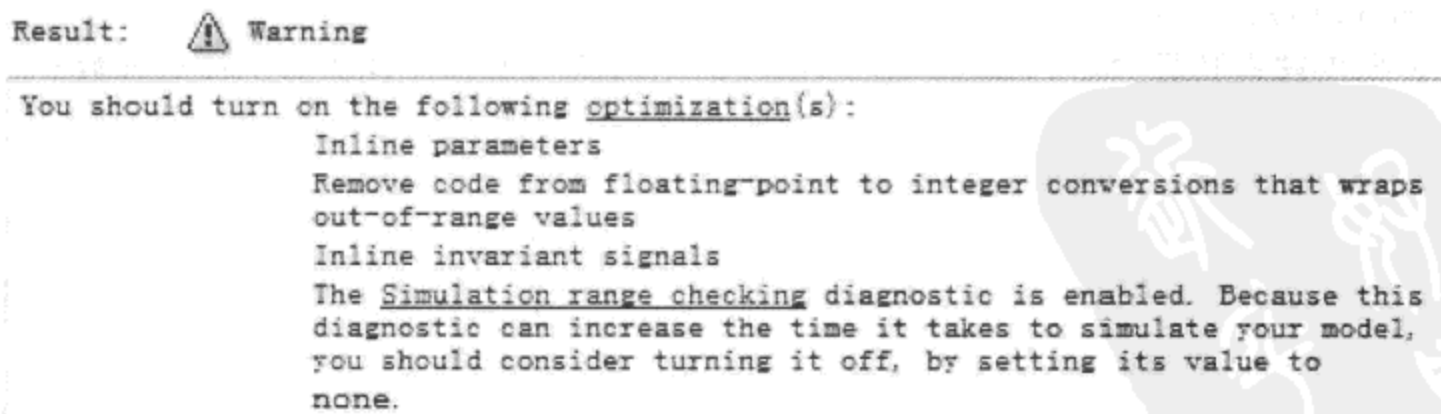 Result: Warning
You should turn on the following optimization(s):
Inline parameters
Remove code from floating-point to integer conversions that wraps
out-of-range values
Inline invariant signals
The Simulation range checking diagnostic is enabled. Because this
diagnostic can increase the time it takes to simulate your model,
you should consider turning it off, by setting its value to
none.